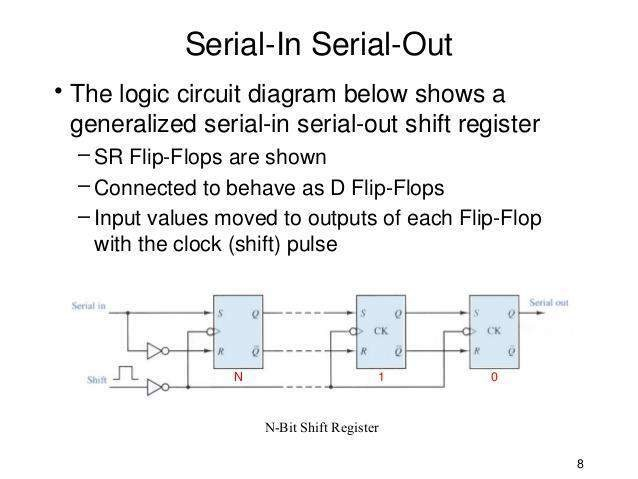 Serial-In Serial-Out
• The logic circuit diagram below shows a
generalized serial-in serial-out shift register
– SR Flip-Flops are shown
– Connected to behave as D Flip-Flops
– Input values moved to outputs of each Flip-Flop
with the clock (shift) pulse
Serial in S Q S Q S Q Serial out
CK CK
R Q̅ R Q̅ R Q̅
Shift N 1 0
N-Bit Shift Register
8